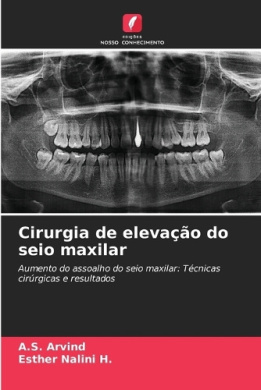 edições
NOSSO CONHECIMENTO
Cirurgia de elevação do
seio maxilar
Aumento do assoalho do seio maxilar: Técnicas
cirúrgicas e resultados
A.S. Arvind
Esther Nalini H.